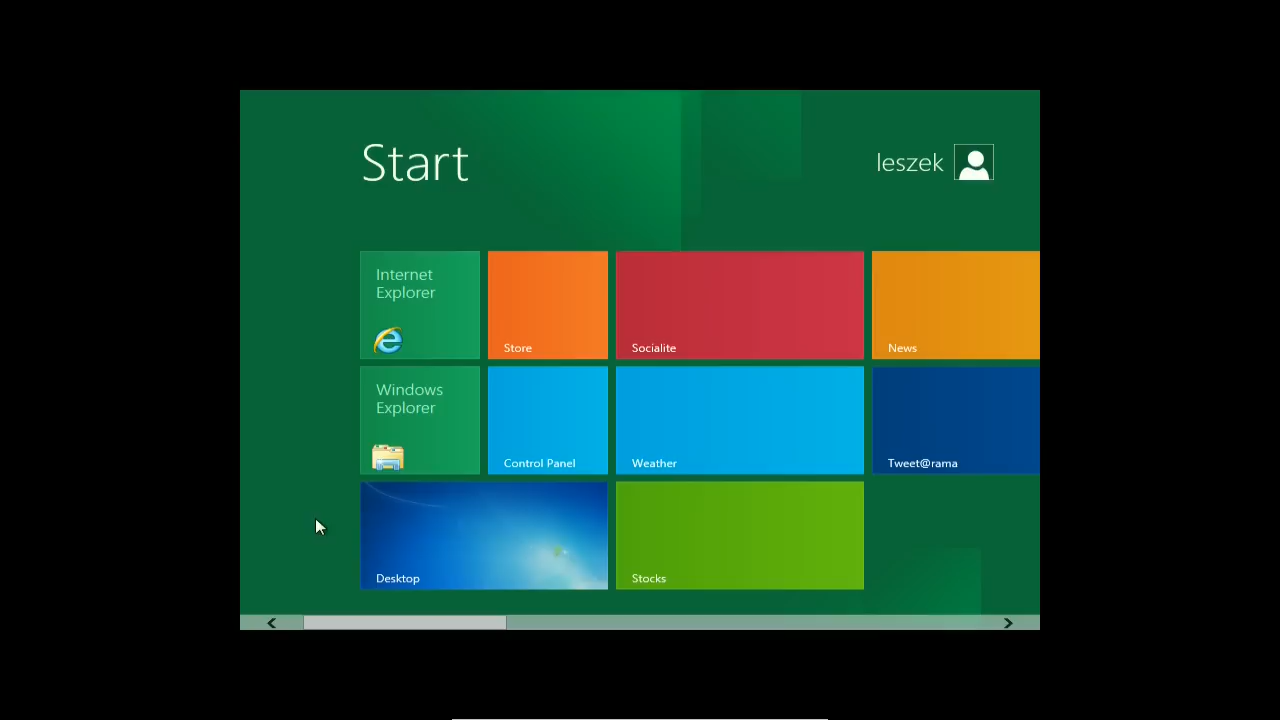 Start
leszek
Internet
Explorer
Store
Socialite
News
Windows
Explorer
Control Panel
Weather
Tweet@rama
Desktop
Stocks